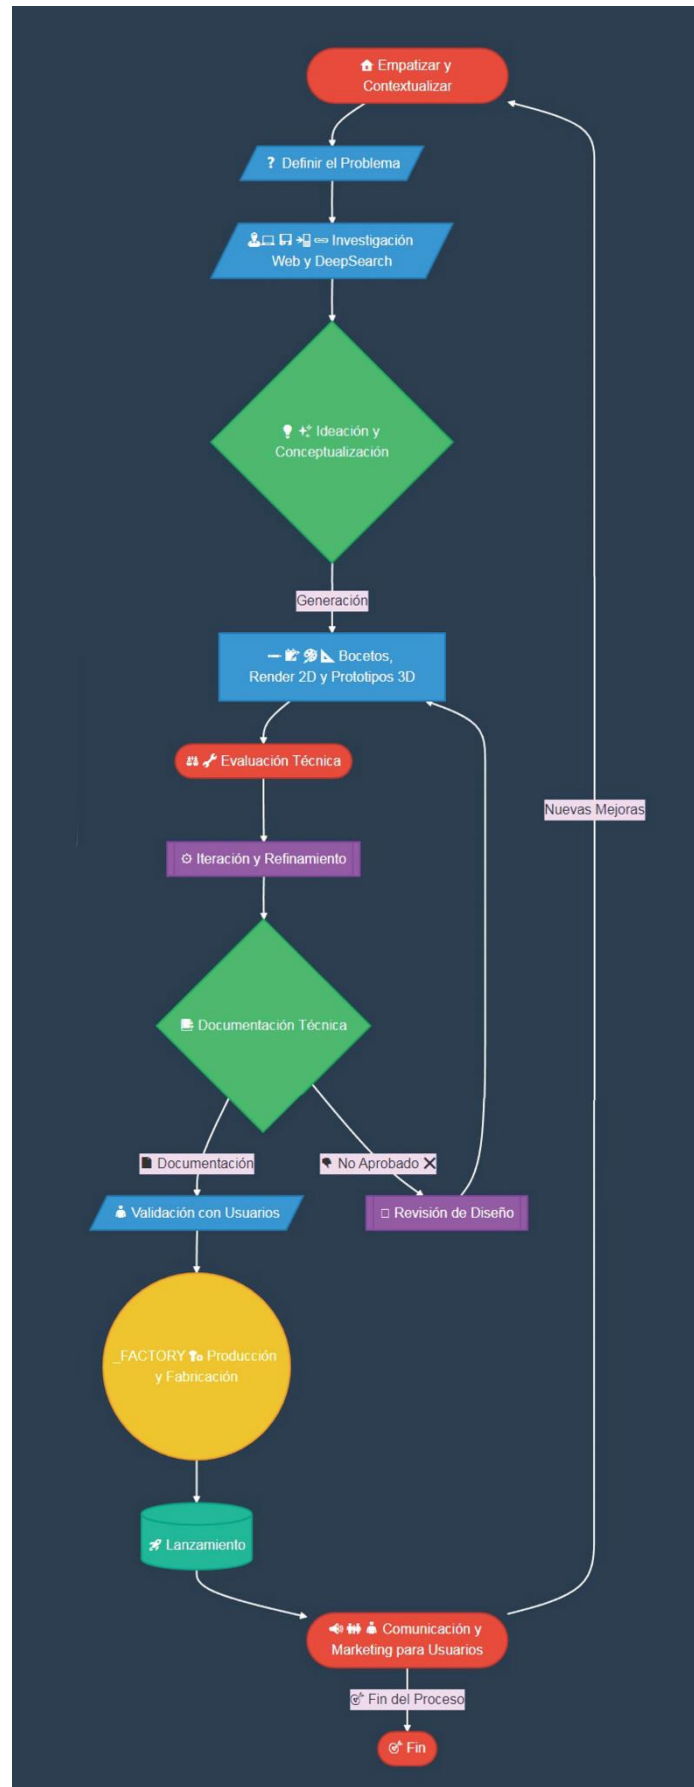 Empatizar y
Contextualizar
? Definir el Problema
Investigación
Web y DeepSearch
Ideación y
Conceptualización
Generación
Bocetos,
Render 2D y Prototipos 3D
Evaluación Técnica
Nuevas Mejoras
Iteración y Refinamiento
Documentación Técnica
Documentación
No Aprobado
Validación con Usuarios
Revisión de Diseño
_FACTORY Producción
y Fabricación
Lanzamiento
Comunicación y
Marketing para Usuarios
Fin del Proceso
Fin